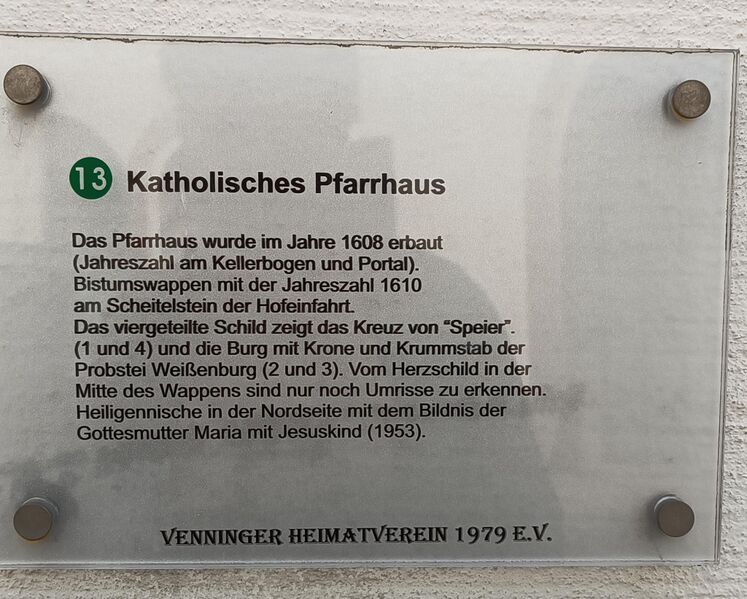 13 Katholisches Pfarrhaus
Das Pfarrhaus wurde im Jahre 1608 erbaut
(Jahreszahl am Kellerbogen und Portal).
Bistumswappen mit der Jahreszahl 1610
am Scheitelstein der Hofeinfahrt.
Das viergeteilte Schild zeigt das Kreuz von “Speier”.
(1 und 4) und die Burg mit Krone und Krummstab der
Probstei Weißenburg (2 und 3). Vom Herzschild in der
Mitte des Wappens sind nur noch Umrisse zu erkennen.
Heiligennische in der Nordseite mit dem Bildnis der
Gottesmutter Maria mit Jesuskind (1953).
VENNINGER HEIMATVEREIN 1979 E.V.